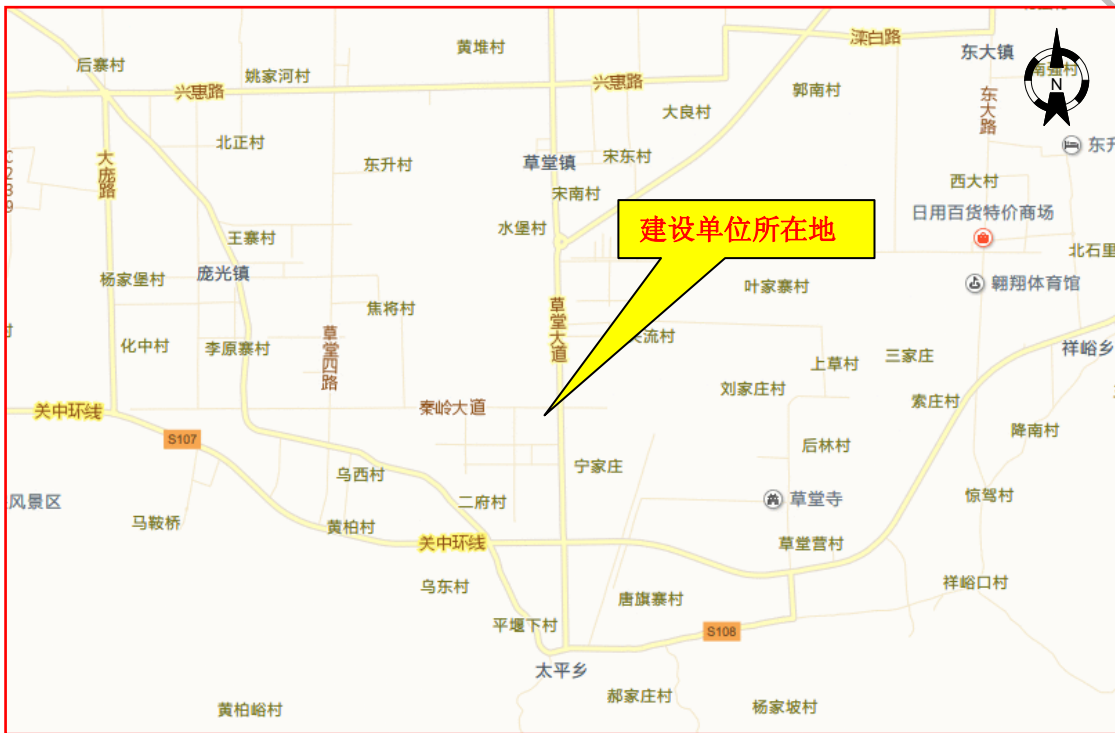 滦白路
后寨村
黄堆村
东大镇
姚家河村
南强村
兴惠路
兴惠路
郭南村
大良村
东大路
N
北正村
东升村
草堂镇
宋东村
东升
大庞路
西大村
宋南村
日用百货特价商场
水堡村
建设单位所在地
王寨村
北石里
杨家堡村
庞光镇
叶家寨村
翱翔体育馆
焦将村
草堂大道
流村
化中村
李原寨村
草堂四路
上草村
三家庄
祥峪乡
刘家庄村
索庄村
关中环线
秦岭大道
降南村
S107
后林村
宁家庄
乌西村
风景区
二府村
草堂寺
惊驾村
马鞍桥
黄柏村
关中环线
草堂营村
乌东村
祥峪口村
唐旗寨村
平堰下村
S108
太平乡
郝家庄村
黄柏峪村
杨家坡村